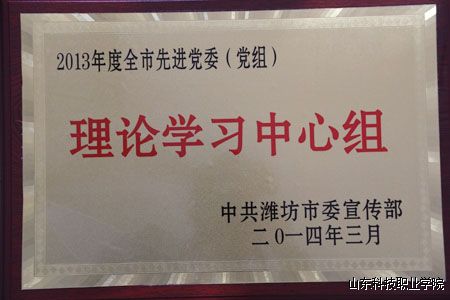 2013年度全市先进党委（党组）
理论学习中心组
中共潍坊市委宣传部
二0一四年三月
山东科技职业学院